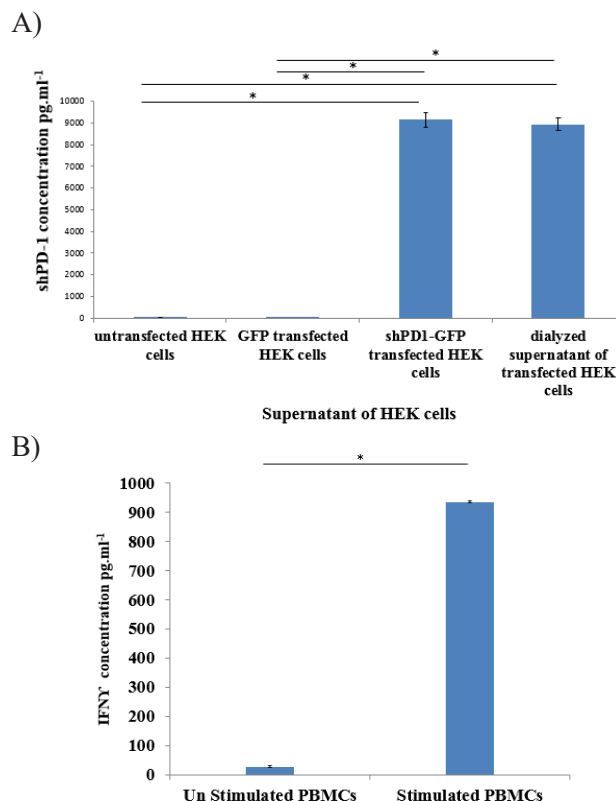 A)
*
*
*
*
shPD-1 concentration pg.ml-1
10000
9000
8000
7000
6000
5000
4000
3000
2000
1000
0
untransfected HEK
cells
GFP transfected
HEK cells
shPD1-GFP
transfected HEK
cells
dialyzed
supernatant of
transfected HEK
cells
Supernatant of HEK cells
B)
*
IFNϒ concentration pg.ml-1
1000
900
800
700
600
500
400
300
200
100
0
Un Stimulated PBMCs
Stimulated PBMCs